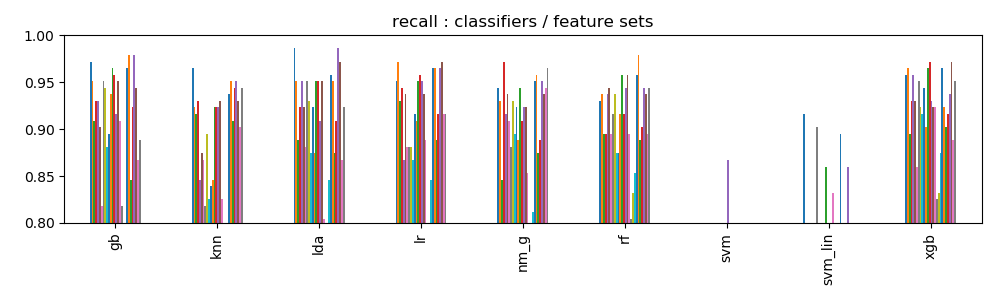 recall : classifiers / feature sets
1.00
0.95
0.90
0.85
0.80
gb
knn
lda
lr
nm_g
rf
svm
svm_lin
xgb